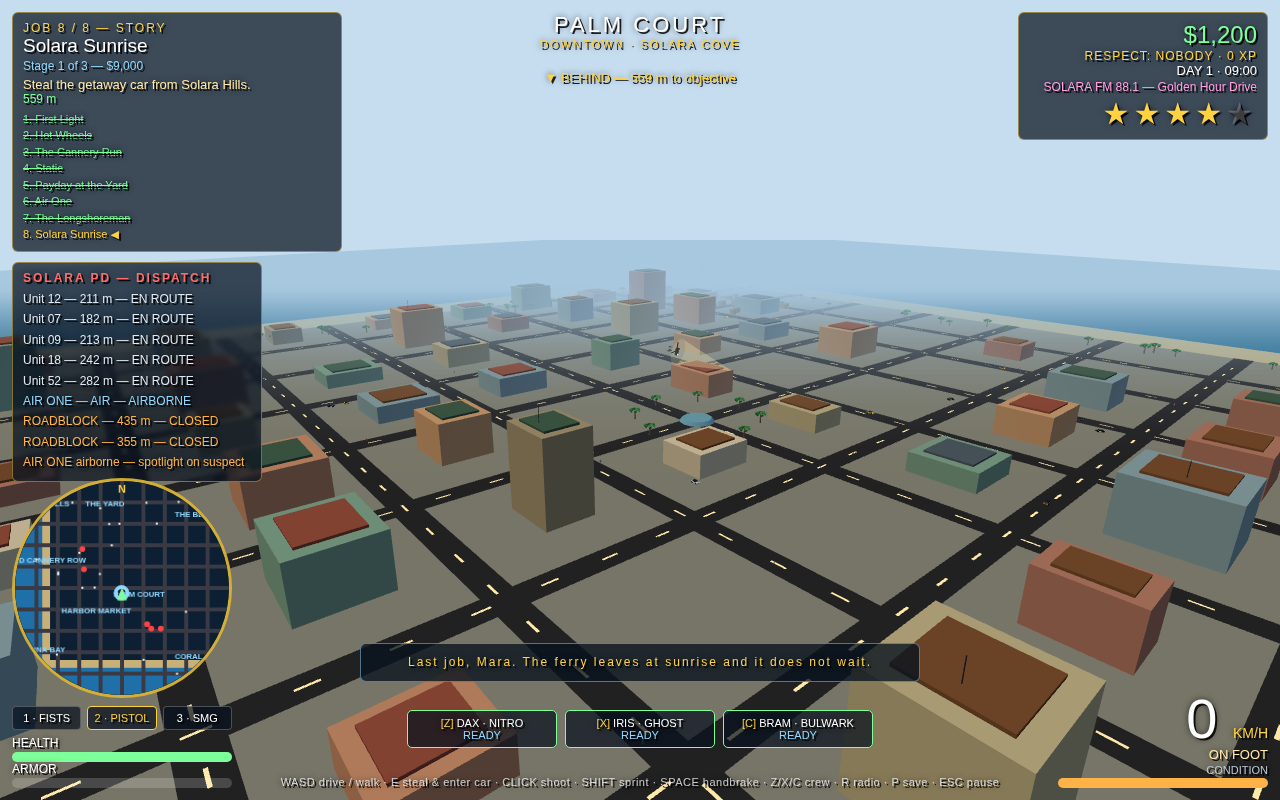 JOB 8 / 8 — STORY
Solara Sunrise
Stage 1 of 3 — $9,000
Steal the getaway car from Solara Hills.
559 m
1. First Light
2. Hot Wheels
3. The Cannery Run
4. Static
5. Payday at the Yard
6. Air One
7. The Longshoreman
8. Solara Sunrise ◀
PALM COURT
DOWNTOWN · SOLARA COVE
▼ BEHIND — 559 m to objective
$1,200
RESPECT: NOBODY · 0 XP
DAY 1 · 09:00
SOLARA FM 88.1 — Golden Hour Drive
★★★★★
SOLARA PD — DISPATCH
Unit 12 — 211 m — EN ROUTE
Unit 07 — 182 m — EN ROUTE
Unit 09 — 213 m — EN ROUTE
Unit 18 — 242 m — EN ROUTE
Unit 52 — 282 m — EN ROUTE
AIR ONE — AIR — AIRBORNE
ROADBLOCK — 435 m — CLOSED
ROADBLOCK — 355 m — CLOSED
AIR ONE airborne — spotlight on suspect
N
THE YARD
CANNERY ROW
COURT
HARBOR MARKET
BAY
CORAL
1 · FISTS
2 · PISTOL
3 · SMG
HEALTH
ARMOR
Last job, Mara. The ferry leaves at sunrise and it does not wait.
[Z] DAX · NITRO
READY
[X] IRIS · GHOST
READY
[C] BRAM · BULWARK
READY
WASD drive / walk · E steal & enter car · CLICK shoot · SHIFT sprint · SPACE handbrake · Z/X/C crew · R radio · P save · ESC pause
0 KM/H
ON FOOT
CONDITION